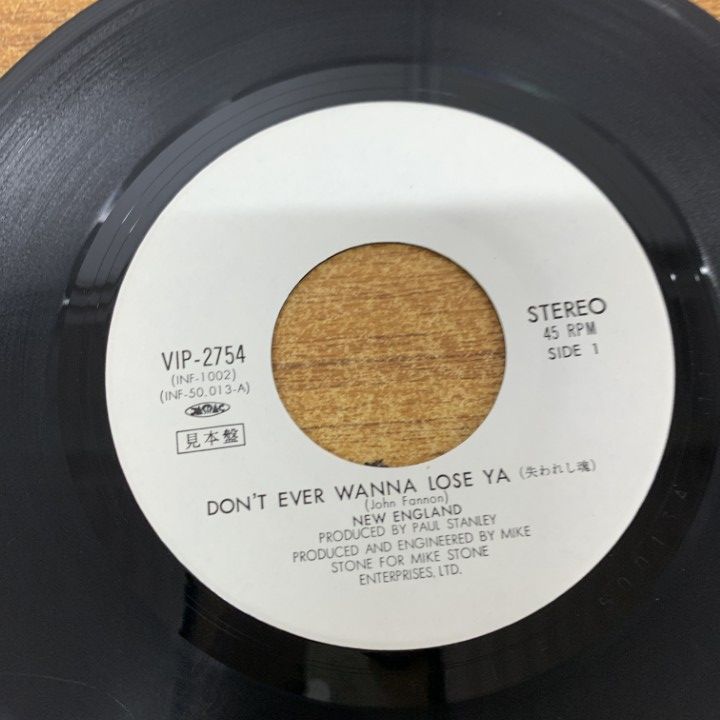 STEREO
45 RPM
SIDE 1
VIP-2754
(INF-1002)
(INF-50.013-A)
JASRAC
見本盤
DON'T EVER WANNA LOSE YA (失われし魂)
(John Fannon)
NEW ENGLAND
PRODUCED BY PAUL STANLEY
PRODUCED AND ENGINEERED BY MIKE
STONE FOR MIKE STONE
ENTERPRISES, LTD.